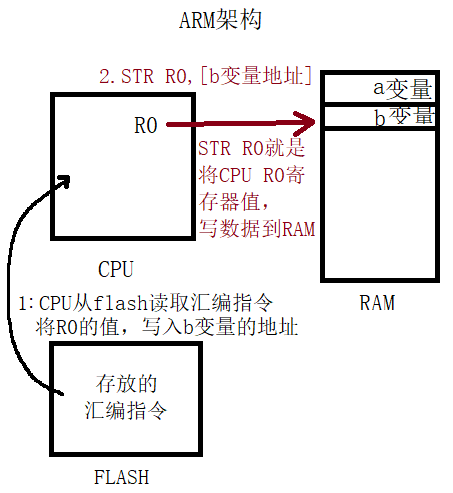 ARM架构
2.STR R0,[b变量地址]
a变量
b变量
R0
STR R0就是
将CPU R0寄
存器值，
写数据到RAM
CPU
RAM
1:CPU从flash读取汇编指令
将R0的值，写入b变量的地址
存放的
汇编指令
FLASH